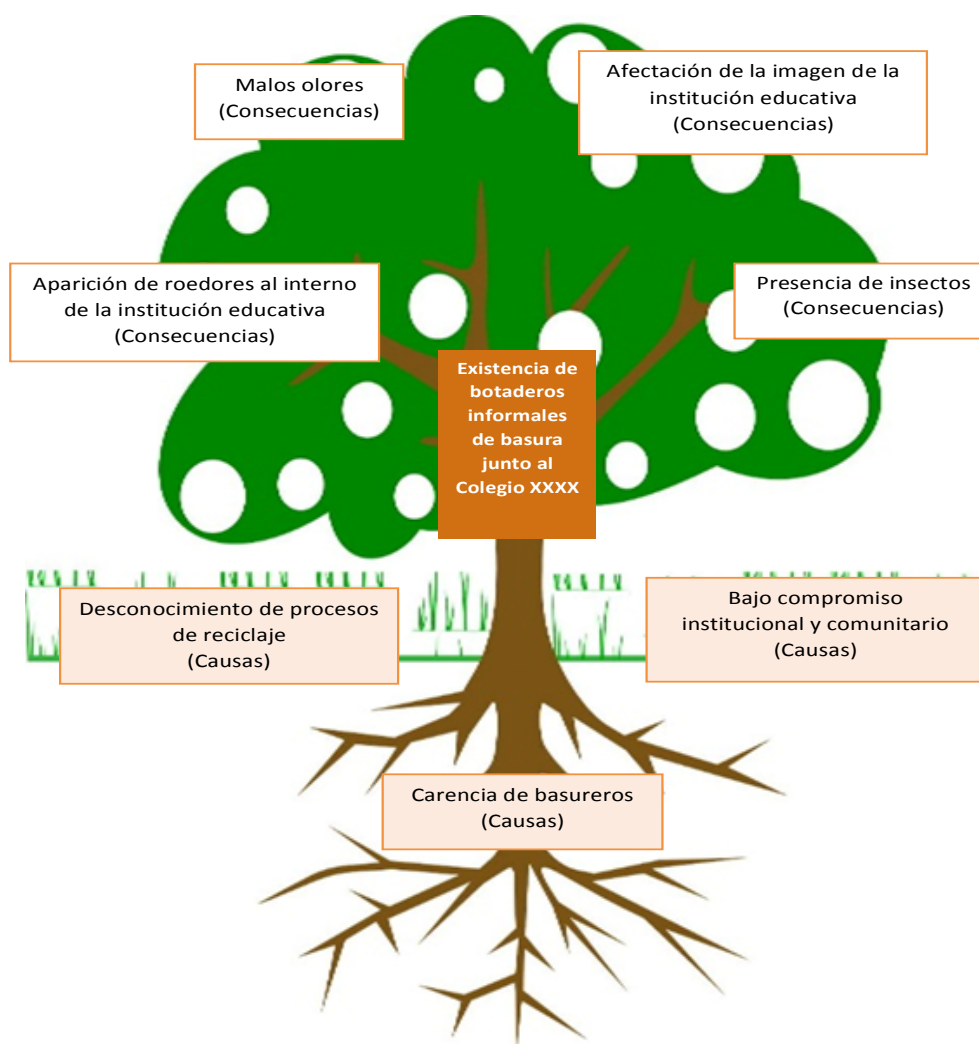 Malos olores
(Consecuencias)
Afectación de la imagen de la
institución educativa
(Consecuencias)
Aparición de roedores al interno
de la institución educativa
(Consecuencias)
Presencia de insectos
(Consecuencias)
Existencia de
botaderos
informales
de basura
junto al
Colegio XXXX
Desconocimiento de procesos
de reciclaje
(Causas)
Bajo compromiso
institucional y comunitario
(Causas)
Carencia de basureros
(Causas)